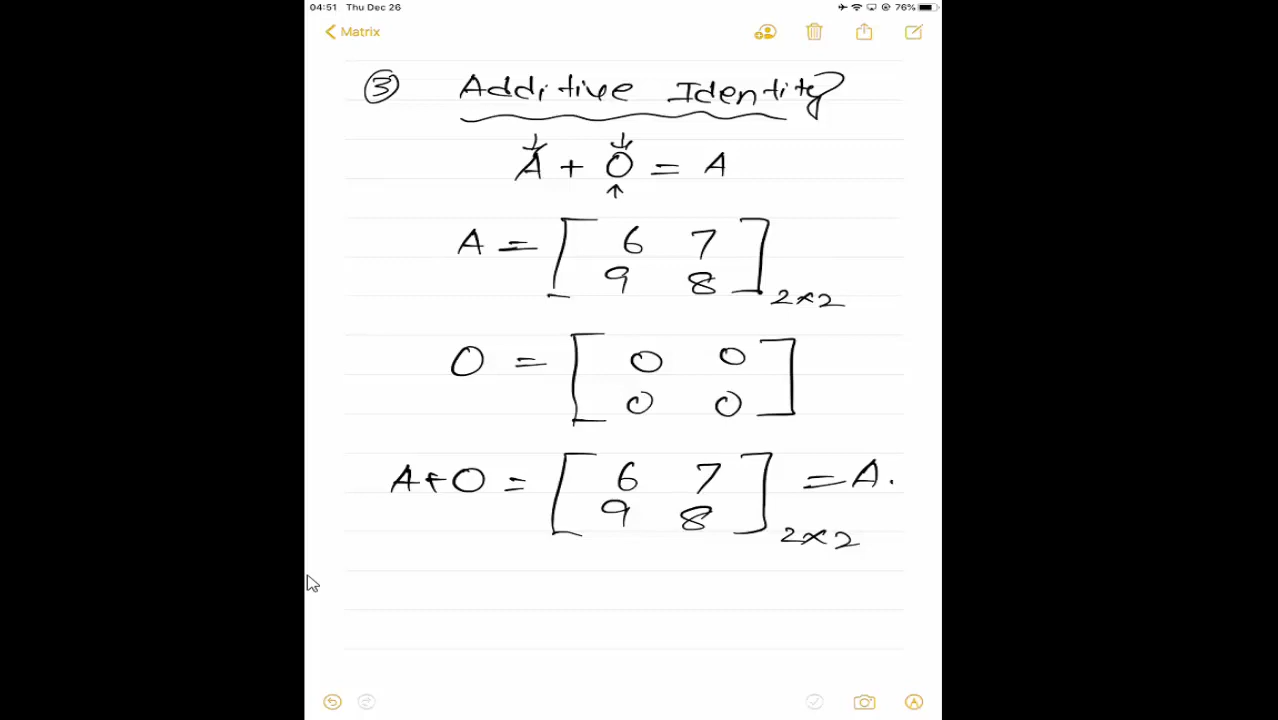 04:51 Thu Dec 26 76%
Matrix
③ Additive Identity
A + O = A
A = [ 6 7
9 8 ] 2×2
O = [ 0 0
0 0 ]
A+O = [ 6 7
9 8 ] 2×2 = A.